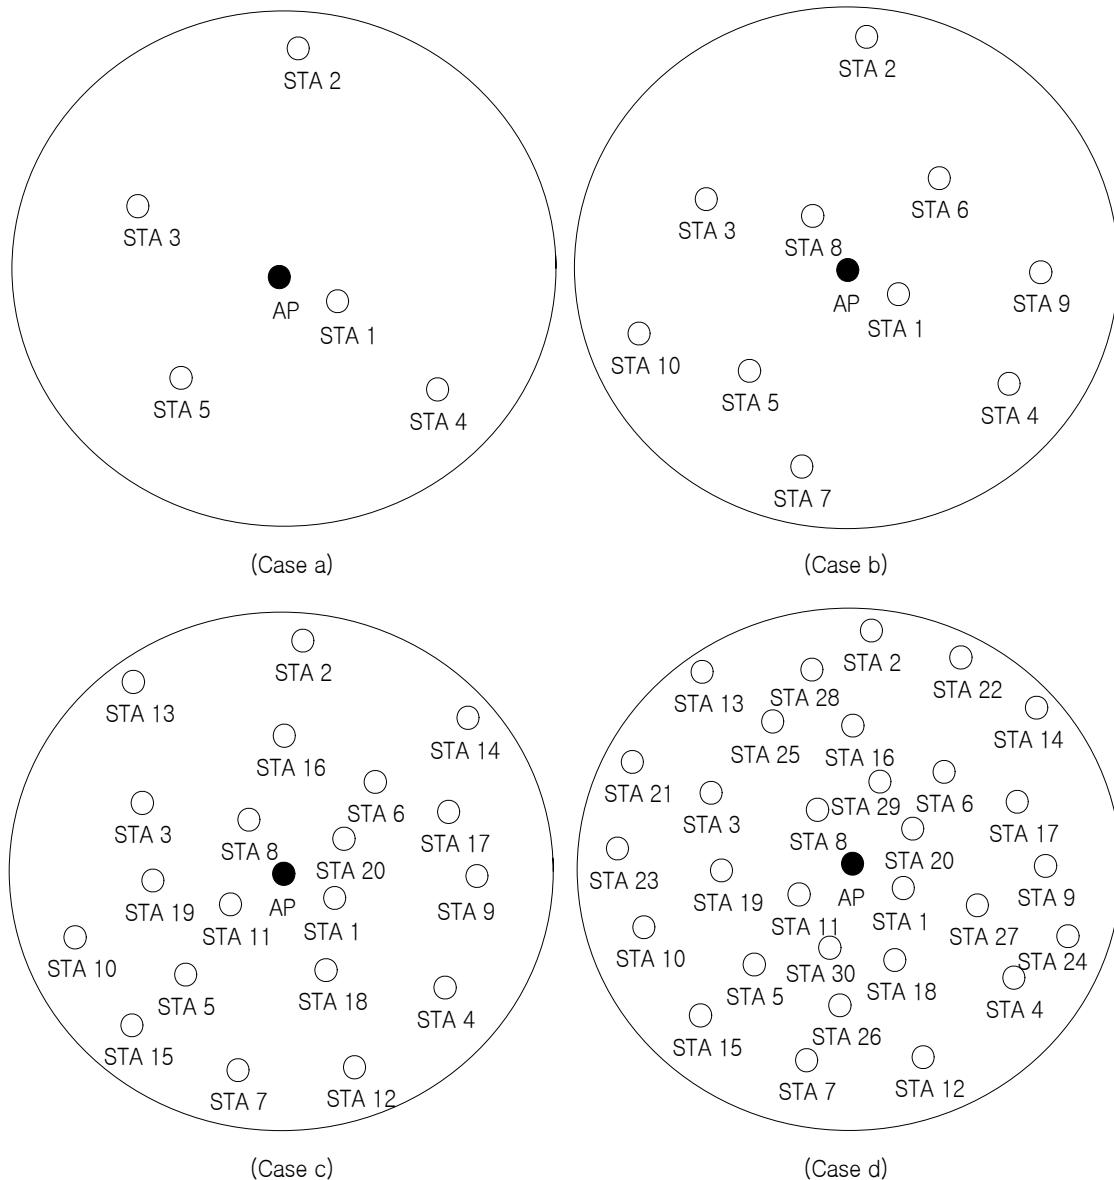 STA 2
STA 3
AP
STA 1
STA 5
STA 4
(Case a)
STA 2
STA 6
STA 3
STA 8
AP
STA 9
STA 1
STA 10
STA 5
STA 4
STA 7
(Case b)
STA 2
STA 13
STA 14
STA 16
STA 6
STA 3
STA 17
STA 8
STA 20
STA 19
AP
STA 9
STA 11
STA 1
STA 10
STA 5
STA 18
STA 4
STA 15
STA 7
STA 12
(Case c)
STA 2
STA 22
STA 13
STA 28
STA 14
STA 25
STA 16
STA 21
STA 29
STA 6
STA 3
STA 17
STA 8
STA 20
STA 23
STA 19
AP
STA 9
STA 11
STA 1
STA 27
STA 10
STA 24
STA 30
STA 5
STA 18
STA 4
STA 26
STA 15
STA 7
STA 12
(Case d)